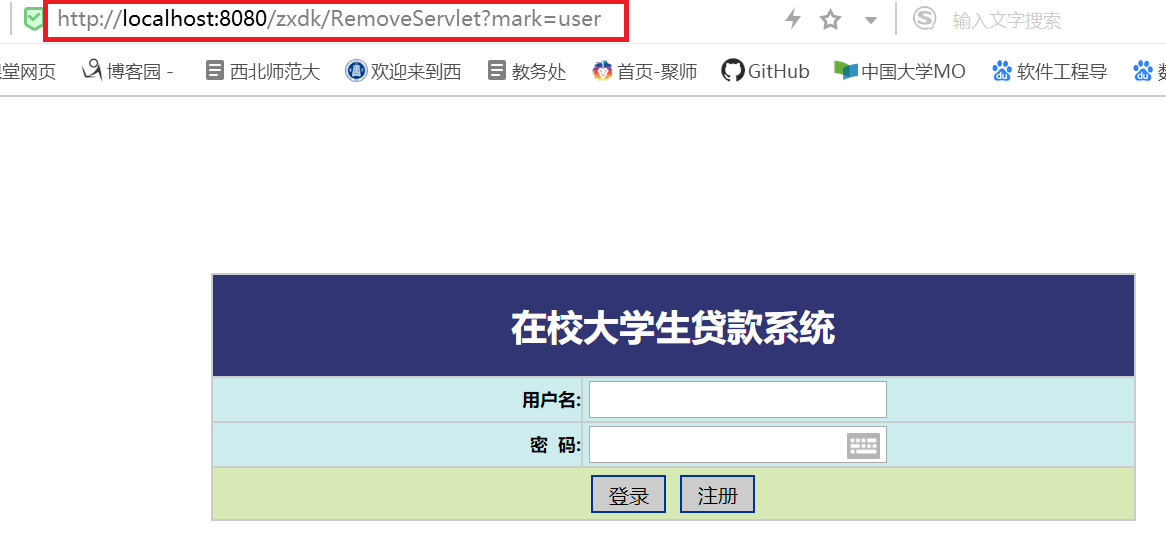 http://localhost:8080/zxdk/RemoveServlet?mark=user 输入文字搜索
堂网页 博客园 - 西北师范大 欢迎来到西 教务处 首页-聚师 GitHub 中国大学MO 软件工程导
在校大学生贷款系统
用户名:
密 码:
登录 注册